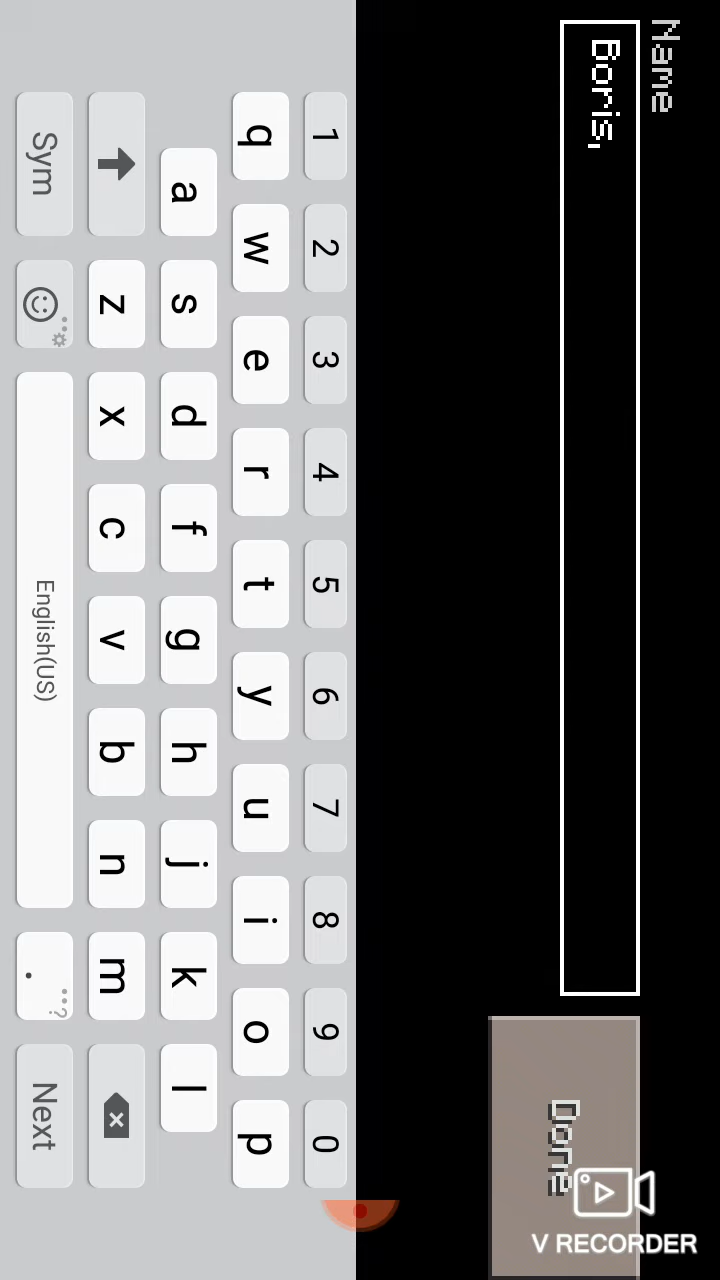 Name
Boris,
Done
V RECORDER
1 2 3 4 5 6 7 8 9 0
q w e r t y u i o p
a s d f g h j k l
z x c v b n m
Sym English(US) . Next